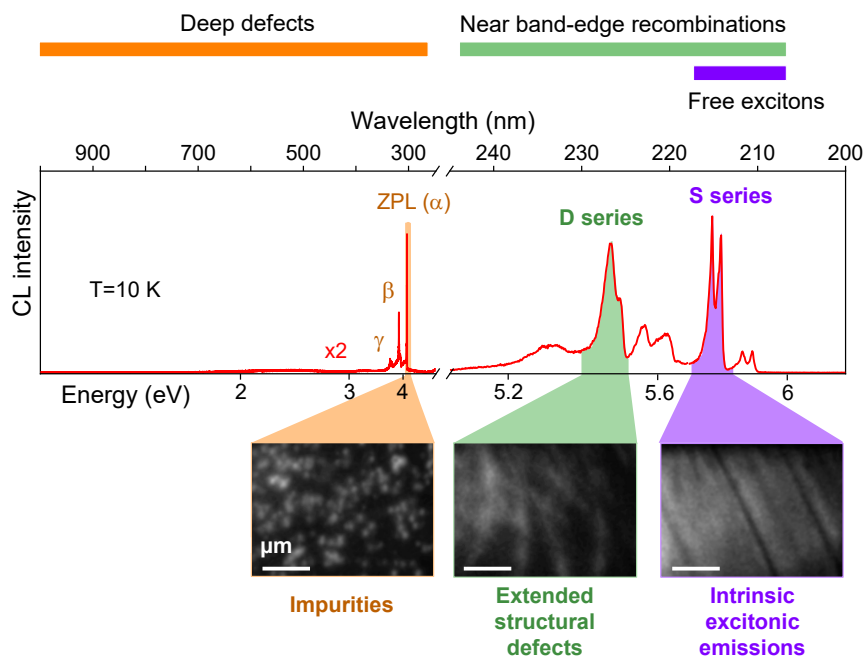 Deep defects
Near band-edge recombinations
Free excitons
Wavelength (nm)
900 700 500 300 240 230 220 210 200
ZPL (α)
D series
S series
CL intensity
T=10 K
β
γ
x2
Energy (eV)
2 3 4 5.2 5.6 6
µm
Impurities
Extended
structural
defects
Intrinsic
excitonic
emissions